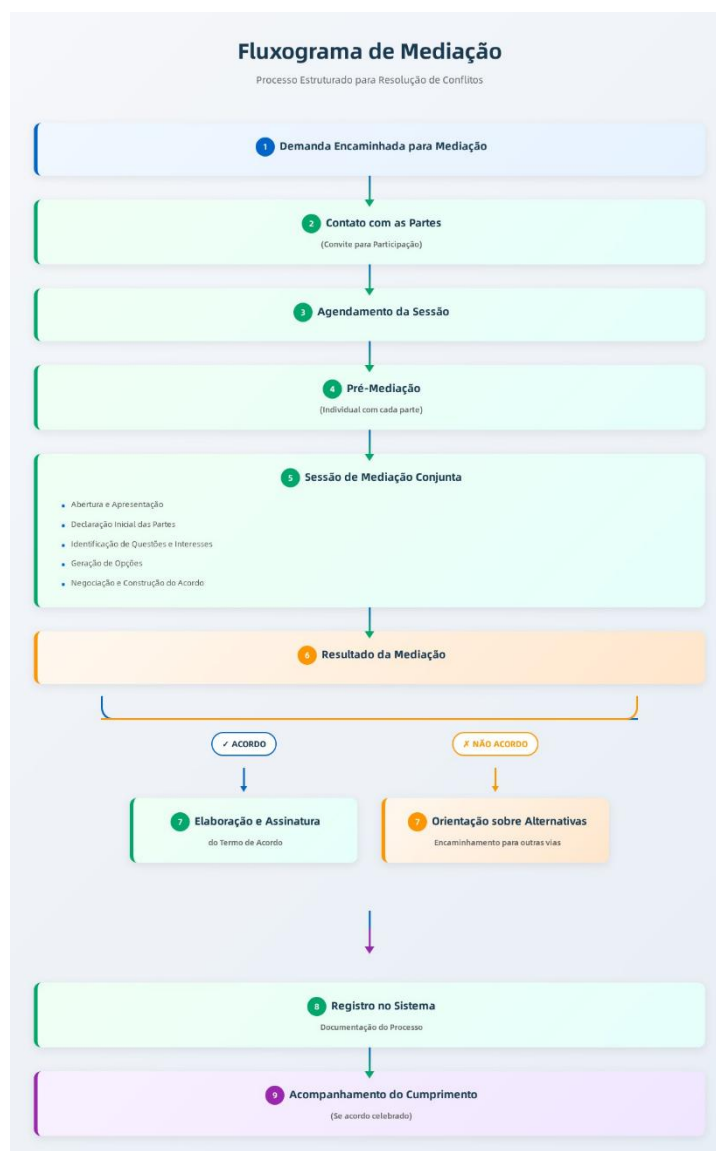 Fluxograma de Mediação
Processo Estruturado para Resolução de Conflitos
1 Demanda Encaminhada para Mediação
2 Contato com as Partes
(Convite para Participação)
3 Agendamento da Sessão
4 Pré-Mediação
(Individual com cada parte)
5 Sessão de Mediação Conjunta
• Abertura e Apresentação
• Declaração Inicial das Partes
• Identificação de Questões e Interesses
• Geração de Opções
• Negociação e Construção do Acordo
6 Resultado da Mediação
✓ ACORDO
✗ NÃO ACORDO
7 Elaboração e Assinatura
do Termo de Acordo
7 Orientação sobre Alternativas
Encaminhamento para outras vias
8 Registro no Sistema
Documentação do Processo
9 Acompanhamento do Cumprimento
(Se acordo celebrado)